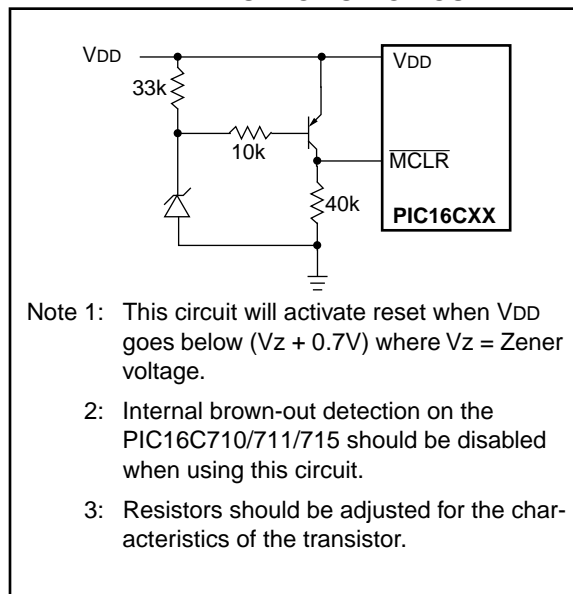 VDD
VDD
33k
10k
MCLR
40k
PIC16CXX
Note 1: This circuit will activate reset when VDD
goes below (Vz + 0.7V) where Vz = Zener
voltage.
2: Internal brown-out detection on the
PIC16C710/711/715 should be disabled
when using this circuit.
3: Resistors should be adjusted for the char-
acteristics of the transistor.